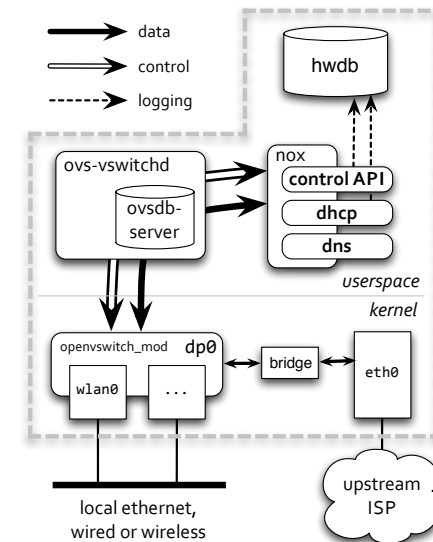 data
control
logging
hwdb
ovs-vswitchd
ovsdb-
server
nox
control API
dhcp
dns
userspace
kernel
openvswitch_mod dp0
wlan0
...
bridge
eth0
local ethernet,
wired or wireless
upstream
ISP